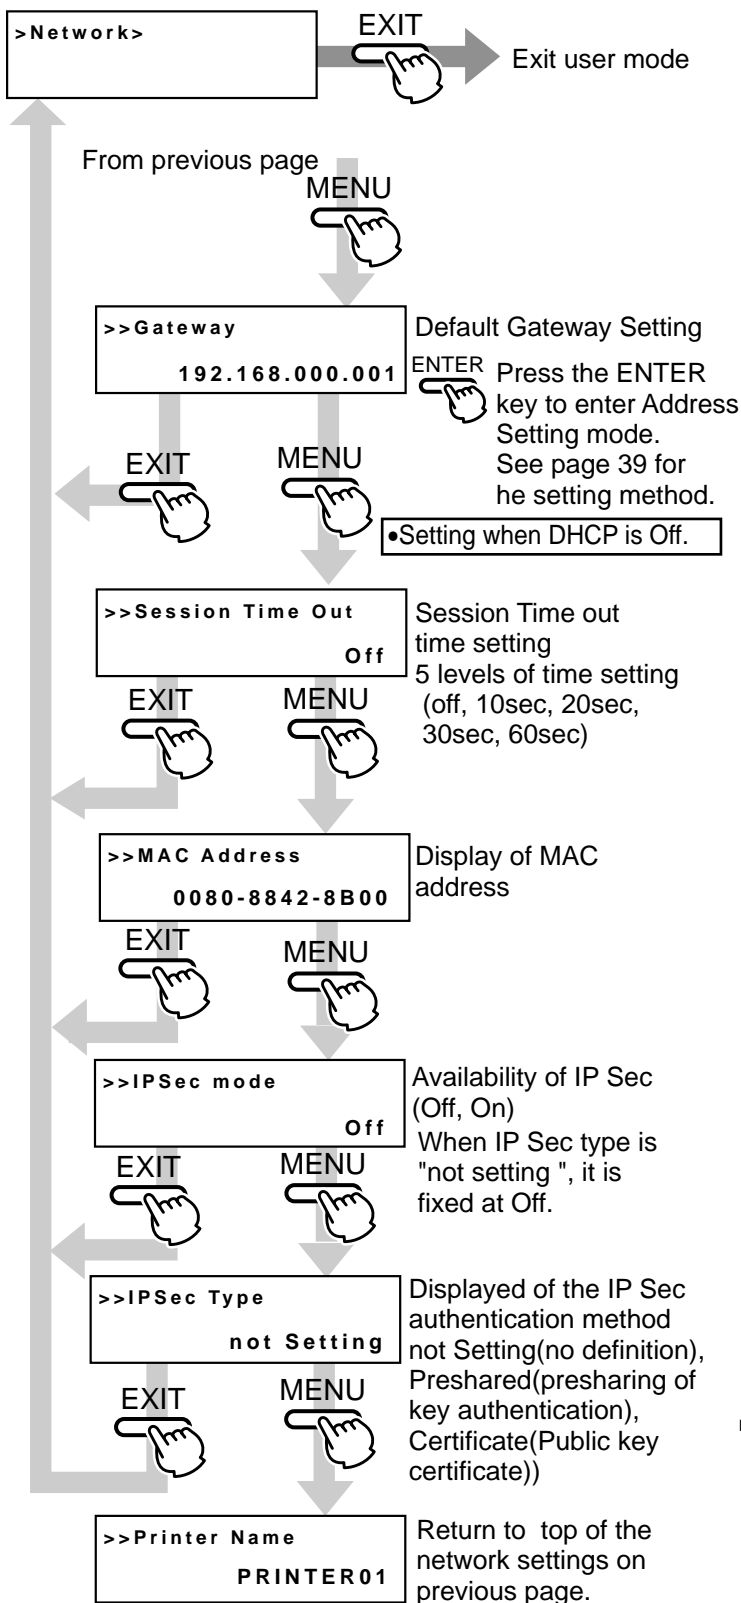 >Network>
EXIT
Exit user mode
From previous page
MENU
>>Gateway
192.168.000.001
Default Gateway Setting
ENTER
Press the ENTER
key to enter Address
Setting mode.
See page 39 for
he setting method.
EXIT
MENU
•Setting when DHCP is Off.
>>Session Time Out
Off
Session Time out
time setting
5 levels of time setting
(off, 10sec, 20sec,
30sec, 60sec)
EXIT
MENU
>>MAC Address
0080-8842-8B00
Display of MAC
address
EXIT
MENU
>>IPSec mode
Off
Availability of IP Sec
(Off, On)
When IP Sec type is
"not setting ", it is
fixed at Off.
EXIT
MENU
>>IPSec Type
not Setting
Displayed of the IP Sec
authentication method
not Setting(no definition),
Preshared(presharing of
key authentication),
Certificate(Public key
certificate))
EXIT
MENU
>>Printer Name
PRINTER01
Return to  top of the
network settings on
previous page.